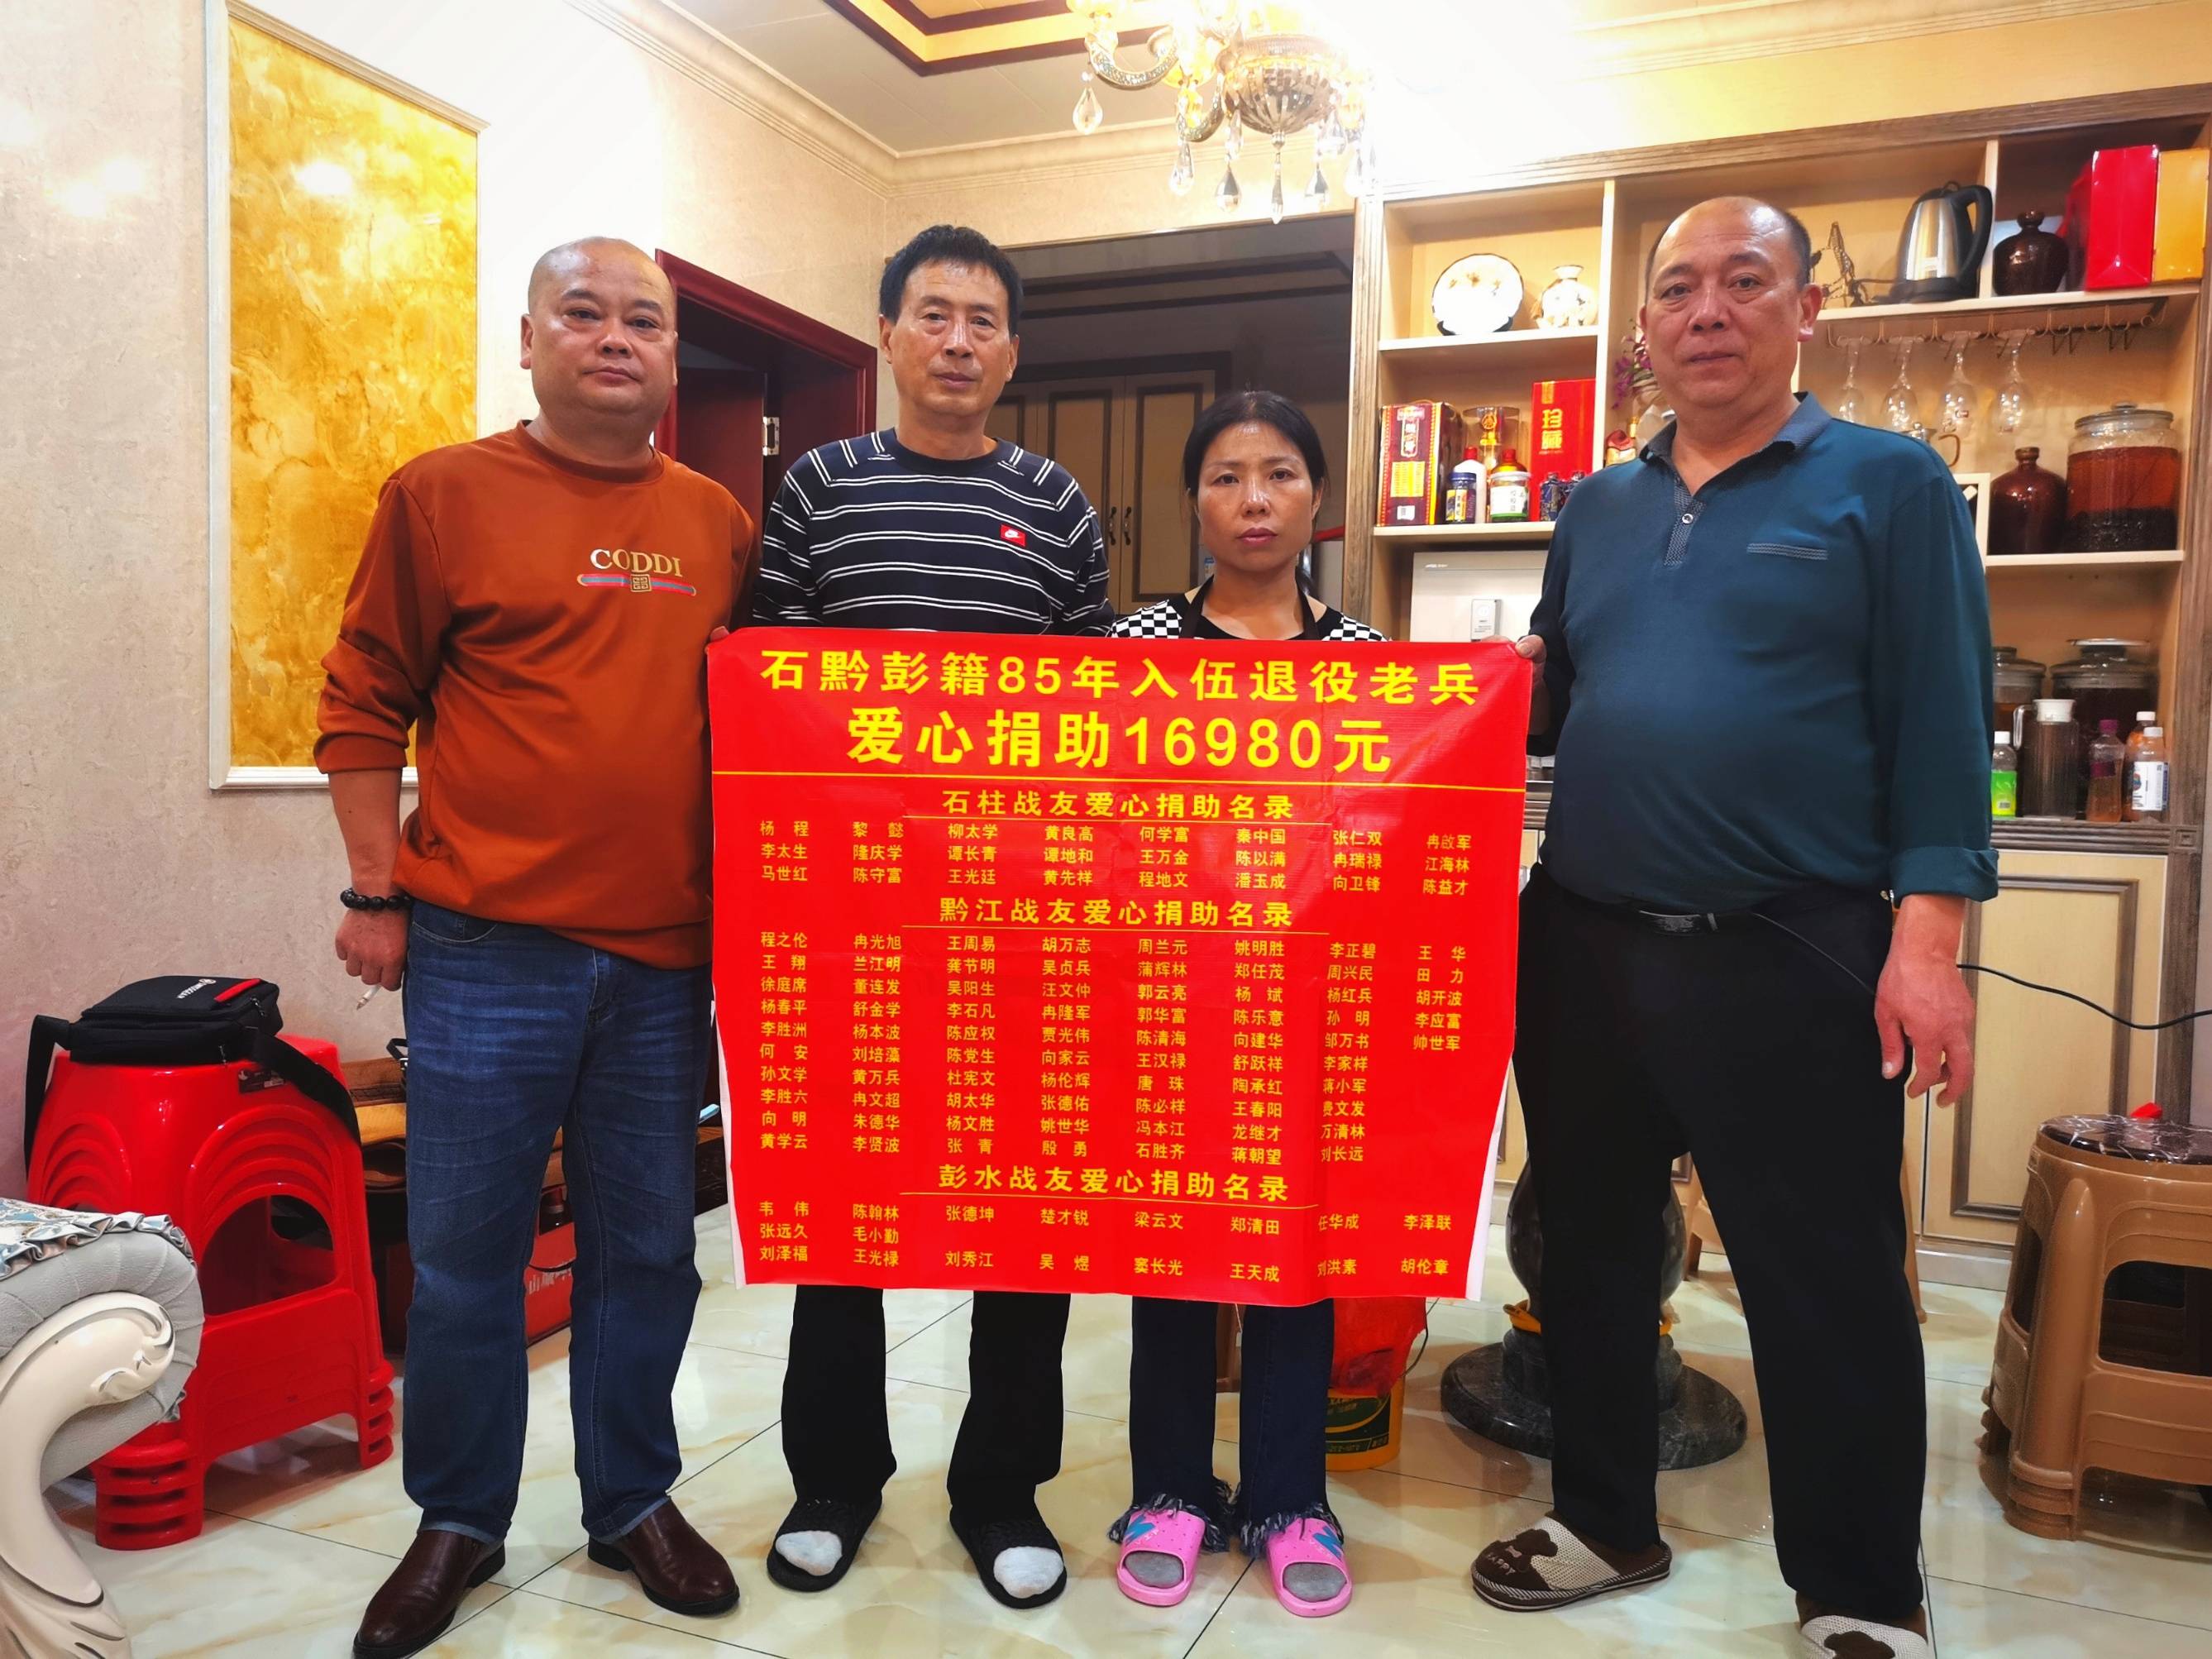 石黔彭籍85年入伍退役老兵
爱心捐助16980元
石柱战友爱心捐助名录
杨 程 黎 懿 柳太学 黄良高 何学富 秦中国 张仁双 冉啟军
李太生 隆庆学 谭长青 谭地和 王万金 陈以满 冉瑞禄 江海林
马世红 陈守富 王光廷 黄先祥 程地文 潘玉成 向卫锋 陈益才
黔江战友爱心捐助名录
程之伦 冉光旭 王周易 胡万志 周兰元 姚明胜 李正碧 王 华
王 翔 兰江明 龚节明 吴贞兵 蒲辉林 郑任茂 周兴民 田 力
徐庭席 董连发 吴阳生 汪文仲 郭云亮 杨 斌 杨红兵 胡开波
杨春平 舒金学 李石凡 冉隆军 郭华富 陈乐意 孙 明 李应富
李胜洲 杨本波 陈应权 贾光伟 陈清海 向建华 邹万书 帅世军
何 安 刘培藻 陈党生 向家云 王汉禄 舒跃祥 李家样
孙文学 黄万兵 杜宪文 杨伦辉 唐 珠 陶承红 蒋小军
李胜六 冉文超 胡太华 张德佑 陈必样 王春阳 费文发
向 明 朱德华 杨文胜 姚世华 冯本江 龙继才 万清林
黄学云 李贤波 张 青 殷 勇 石胜齐 蒋朝望 刘长远
彭水战友爱心捐助名录
韦 伟 陈翰林 张德坤 楚才锐 梁云文 郑清田 任华成 李泽联
张远久 毛小勤
刘泽福 王光禄 刘秀江 吴 煜 窦长光 王天成 刘洪素 胡伦章
CODDI
珍藏
HAPPY